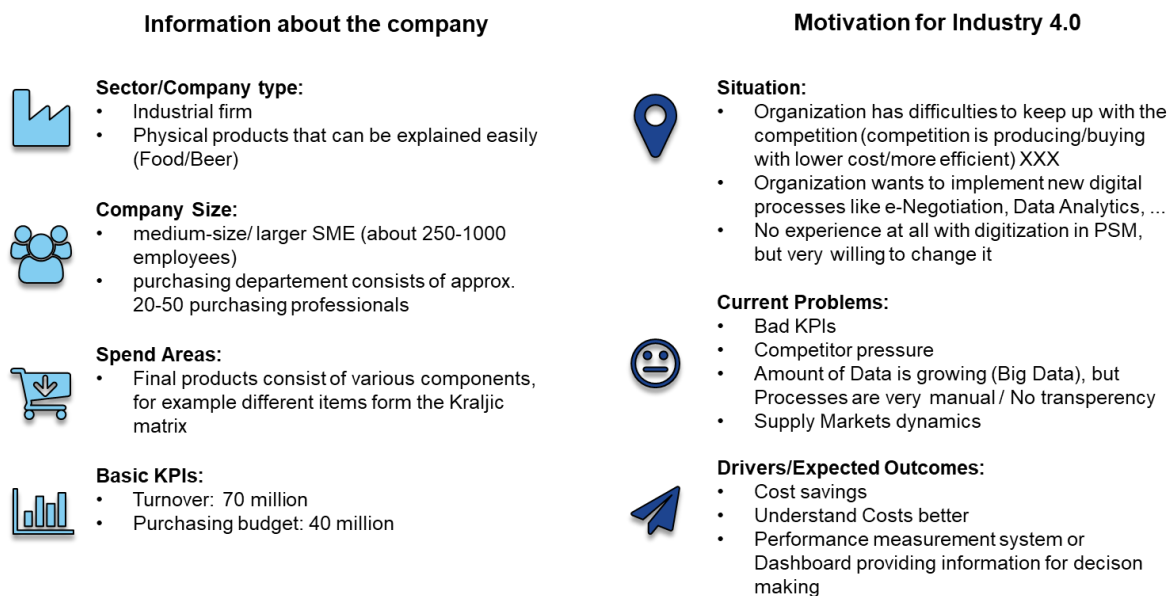 Information about the company
Sector/Company type:
• Industrial firm
• Physical products that can be explained easily
(Food/Beer)
Company Size:
• medium-size/ larger SME (about 250-1000
employees)
• purchasing departement consists of approx.
20-50 purchasing professionals
Spend Areas:
• Final products consist of various components,
for example different items form the Kraljic
matrix
Basic KPIs:
• Turnover: 70 million
• Purchasing budget: 40 million
Motivation for Industry 4.0
Situation:
• Organization has difficulties to keep up with the
competition (competition is producing/buying
with lower cost/more efficient) XXX
• Organization wants to implement new digital
processes like e-Negotiation, Data Analytics, ...
• No experience at all with digitization in PSM,
but very willing to change it
Current Problems:
• Bad KPIs
• Competitor pressure
• Amount of Data is growing (Big Data), but
Processes are very manual / No transperency
• Supply Markets dynamics
Drivers/Expected Outcomes:
• Cost savings
• Understand Costs better
• Performance measurement system or
Dashboard providing information for decison
making